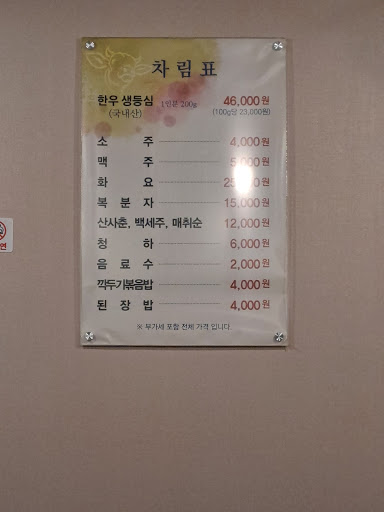 차림표
한우 생등심 1인분 200g 46,000원
(국내산) (100g당 23,000원)
소 주 4,000원
맥 주 5,000원
화 요
복 분 자 15,000원
산사춘, 백세주, 매취순 12,000원
청 하 6,000원
음 료 수 2,000원
깍두기볶음밥 4,000원
된 장 밥 4,000원
※ 부가세 포함 전체 가격 입니다.